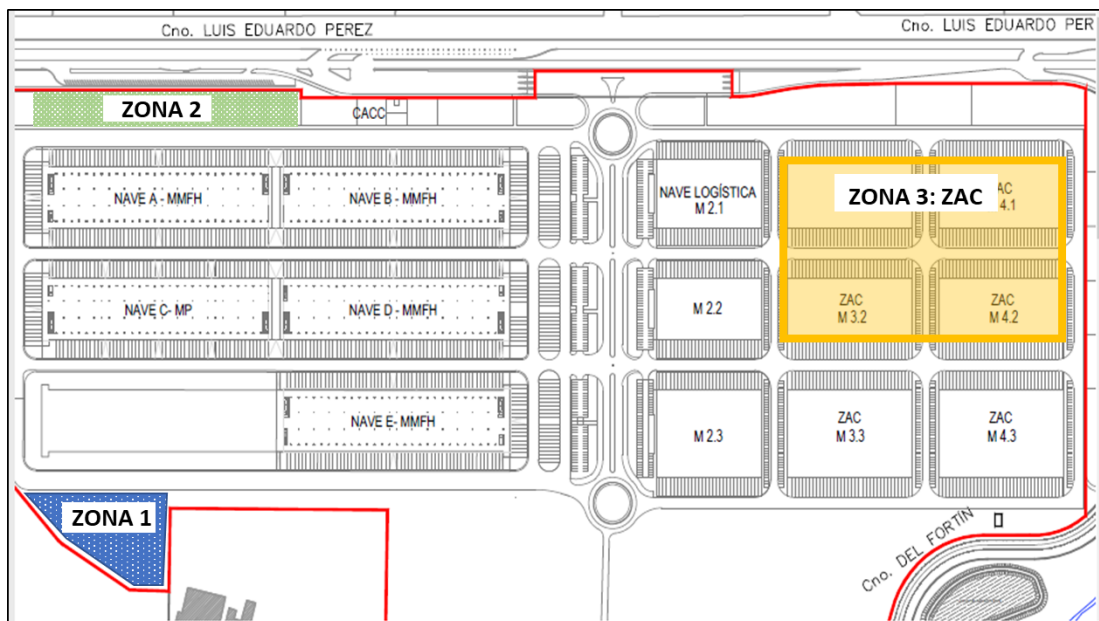 Cno. LUIS EDUARDO PEREZ
Cno. LUIS EDUARDO PER
ZONA 2
CACC
NAVE A - MMFH
NAVE B - MMFH
NAVE LOGÍSTICA
M 2.1
ZONA 3: ZAC
AC
4.1
NAVE C- MP
NAVE D - MMFH
M 2.2
ZAC
M 3.2
ZAC
M 4.2
NAVE E- MMFH
M 2.3
ZAC
M 3.3
ZAC
M 4.3
ZONA 1
Cno. DEL FORTÍN